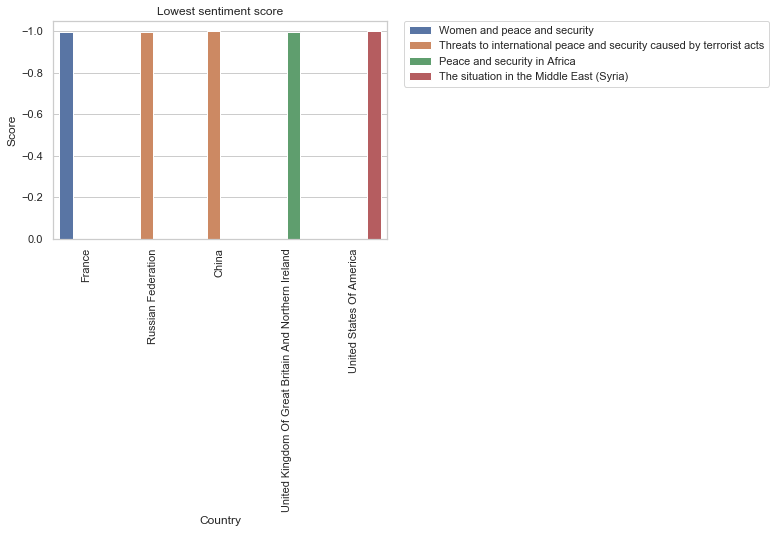 Lowest sentiment score
Women and peace and security
Threats to international peace and security caused by terrorist acts
Peace and security in Africa
The situation in the Middle East (Syria)
Score
−1.0
−0.8
−0.6
−0.4
−0.2
0.0
France
Russian Federation
China
United Kingdom Of Great Britain And Northern Ireland
United States Of America
Country